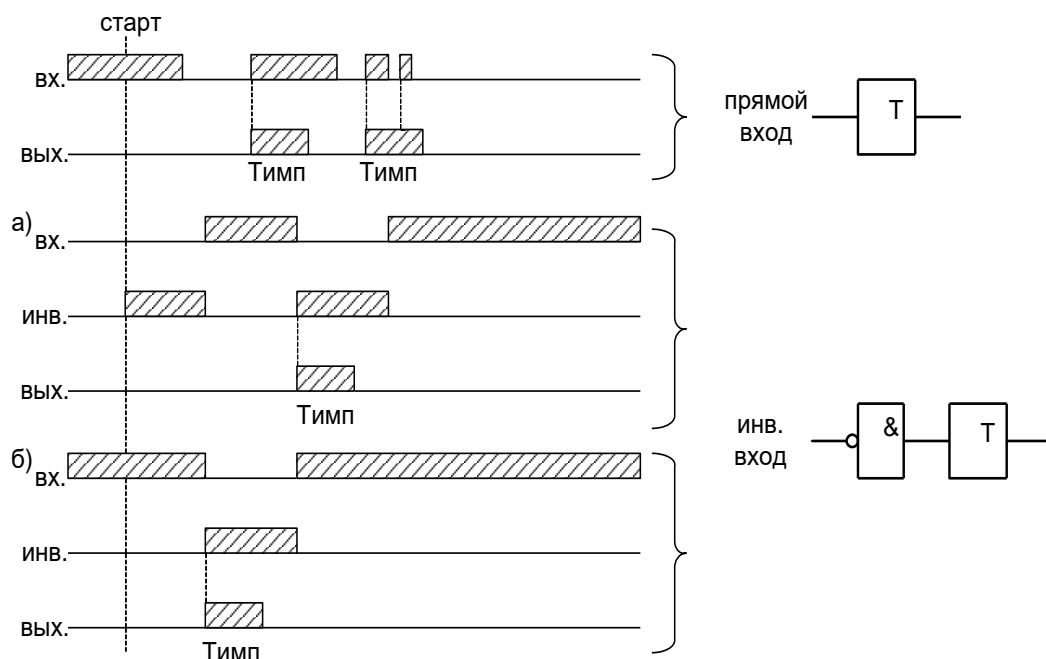 старт
вх.
вых.
Тимп Тимп
прямой
вход
T
а)
вх.
инв.
вых.
Тимп
инв.
вход
& T
б)
вх.
инв.
вых.
Тимп